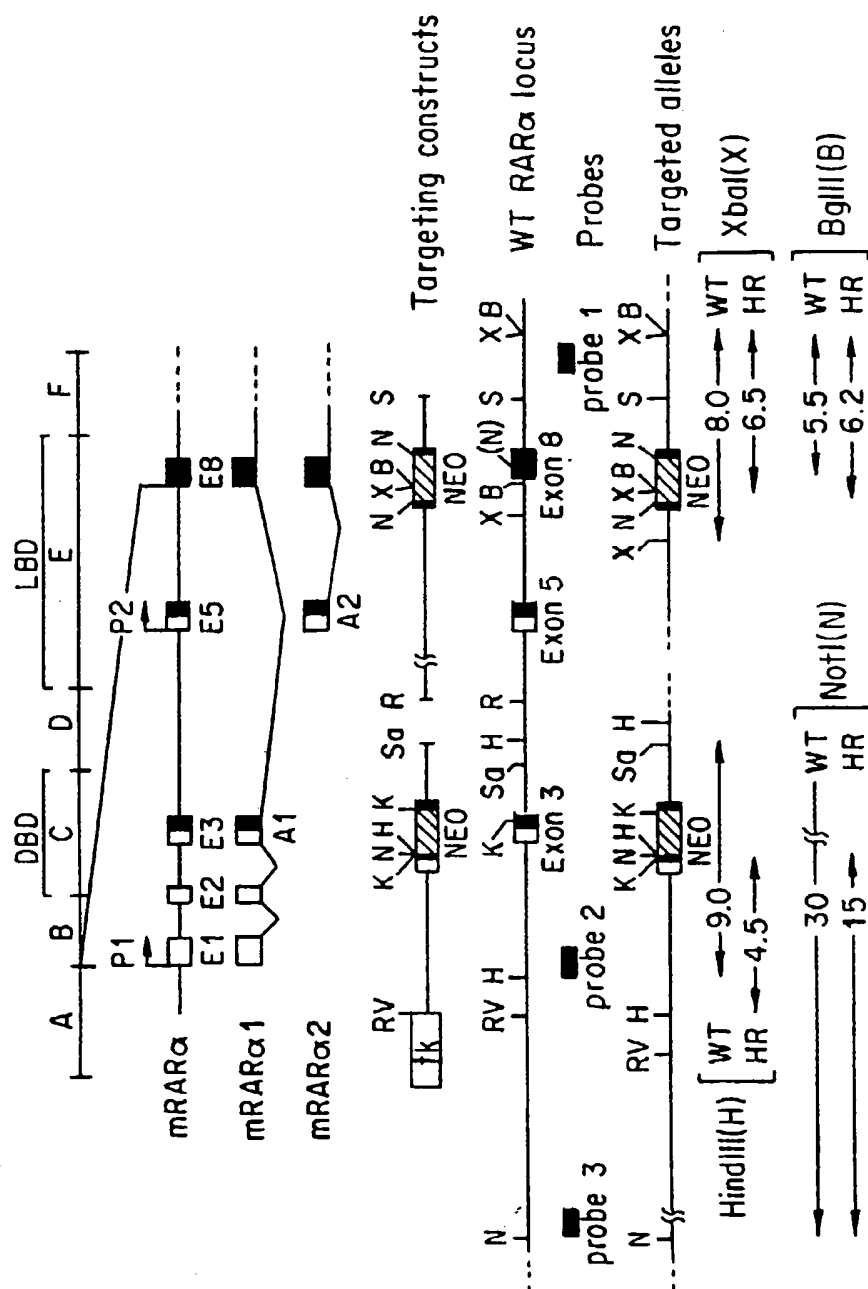 DBD LBD
A B C D E F
P1 P2
mRARα E1 E2 E3 E5 E8
mRARα1 A1
mRARα2 A2
RV K N H K Sa R N X B N S
tk NEO NEO Targeting constructs
N RV H K Sa H R X B (N) S X B
Exon 3 Exon 5 Exon 8 WT RARα locus
probe 3 probe 2 probe 1 Probes
N RV H K N H K Sa H X N X B N S X B
NEO NEO Targeted alleles
HindIII(H) WT 9.0 8.0 WT XbaI(X)
HR 4.5 6.5 HR
30 WT NotI(N) 5.5 WT BglII(B)
15 HR 6.2 HR